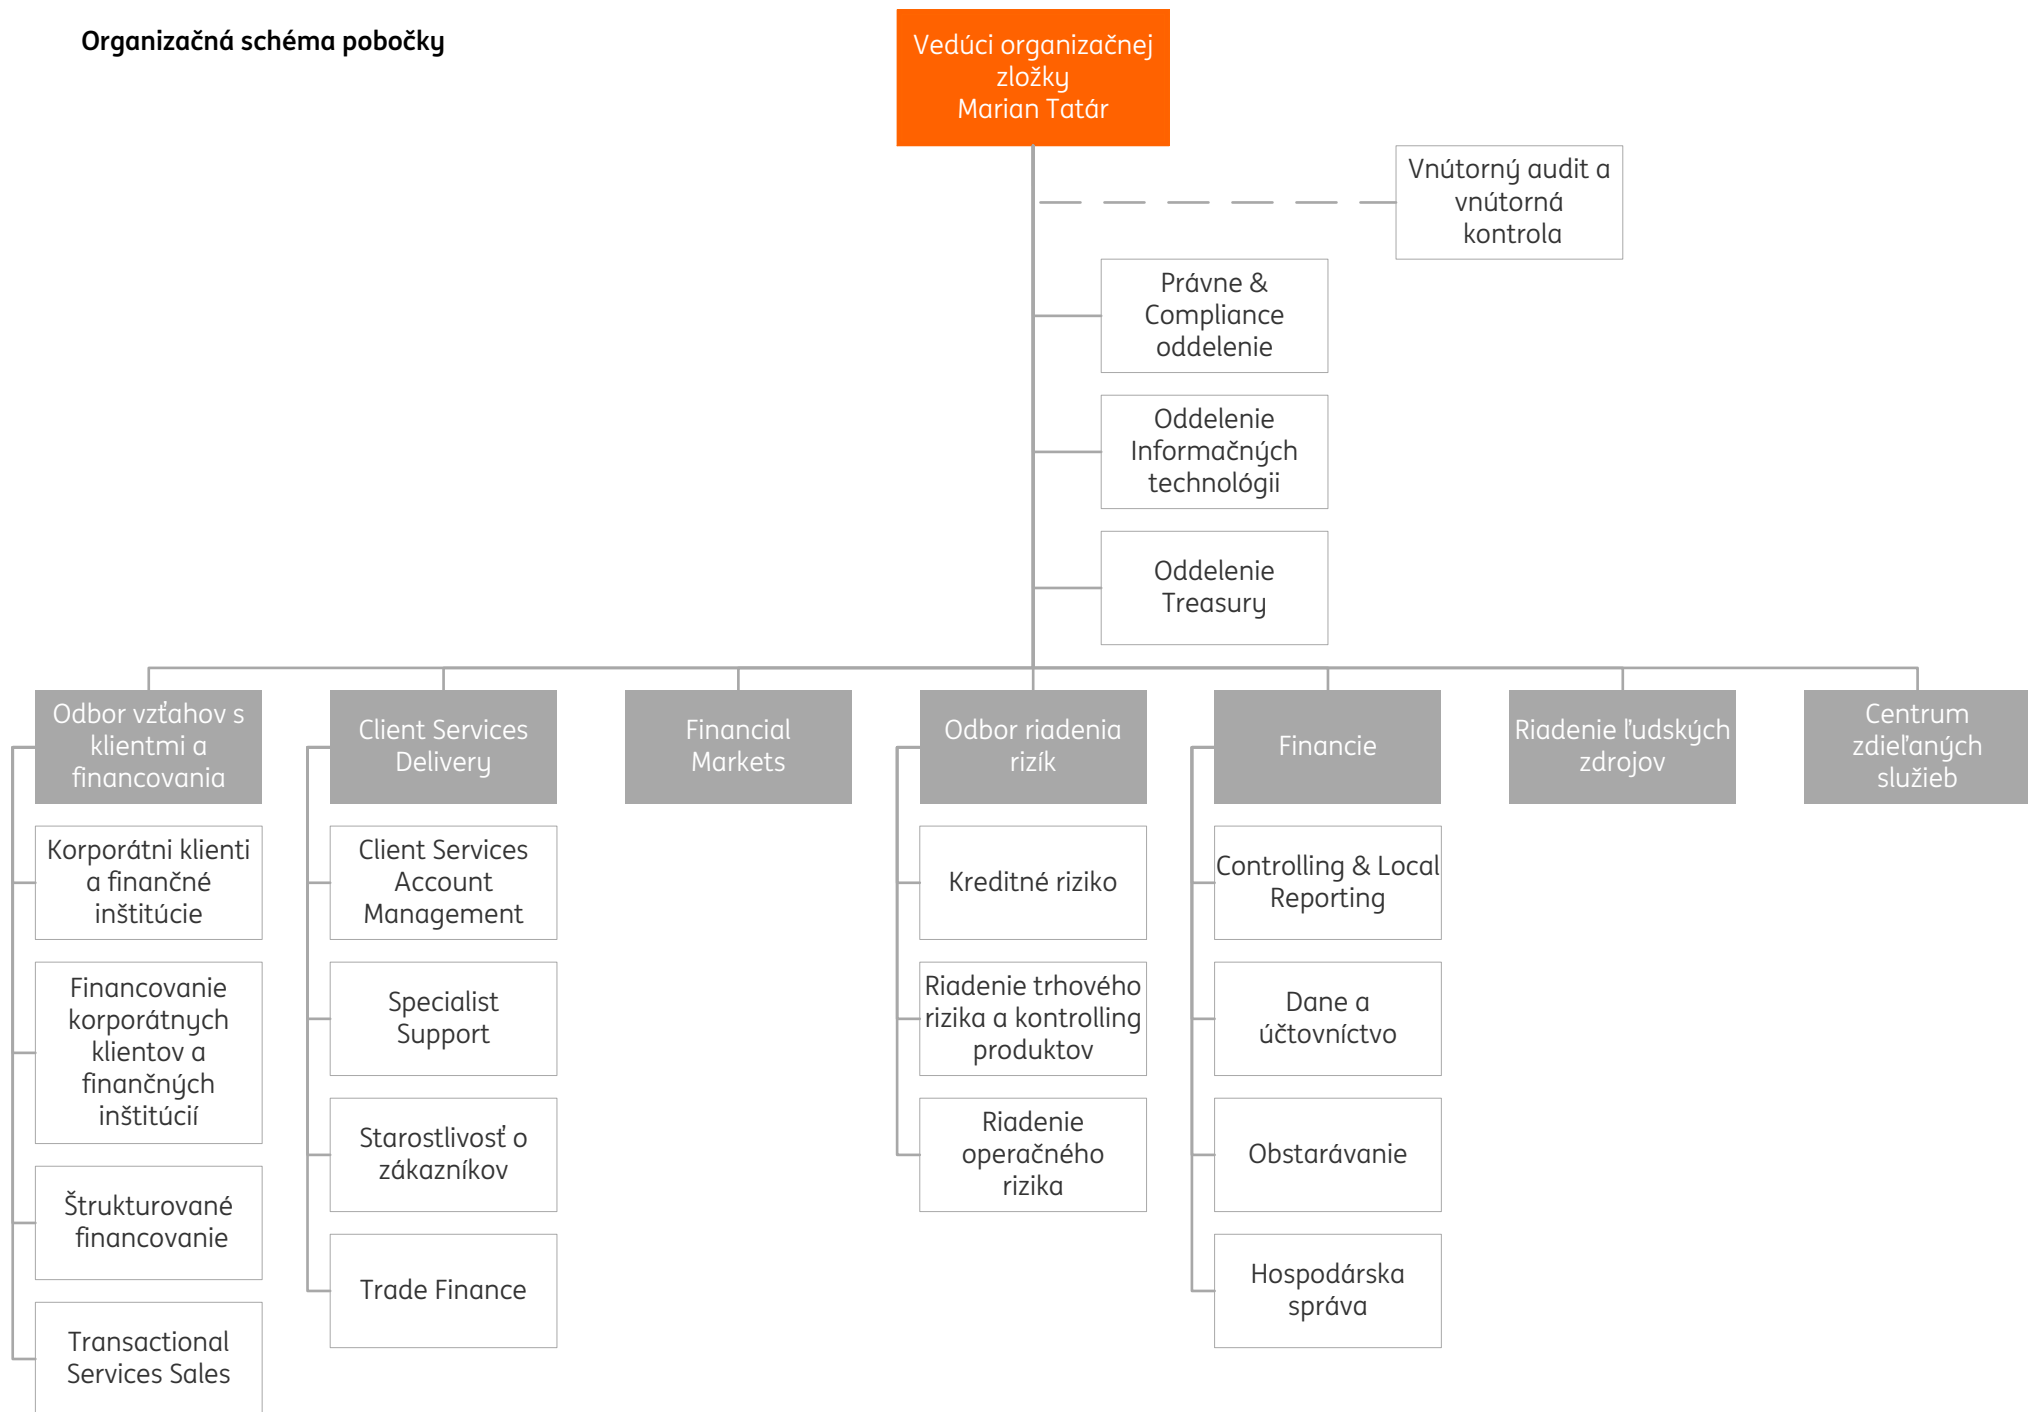 Organizačná schéma pobočky
Vedúci organizačnej
zložky
Marian Tatár
Vnútorný audit a
vnútorná
kontrola
Právne &
Compliance
oddelenie
Oddelenie
Informačných
technológii
Oddelenie
Treasury
Odbor vzťahov s
klientmi a
financovania
Client Services
Delivery
Financial
Markets
Odbor riadenia
rizík
Financie
Riadenie ľudských
zdrojov
Centrum
zdieľaných
služieb
Korporátni klienti
a finančné
inštitúcie
Financovanie
korporátnych
klientov a
finančných
inštitúcií
Štrukturované
financovanie
Transactional
Services Sales
Client Services
Account
Management
Specialist
Support
Starostlivosť o
zákazníkov
Trade Finance
Kreditné riziko
Riadenie trhového
rizika a kontrolling
produktov
Riadenie
operačného
rizika
Controlling & Local
Reporting
Dane a
účtovníctvo
Obstarávanie
Hospodárska
správa